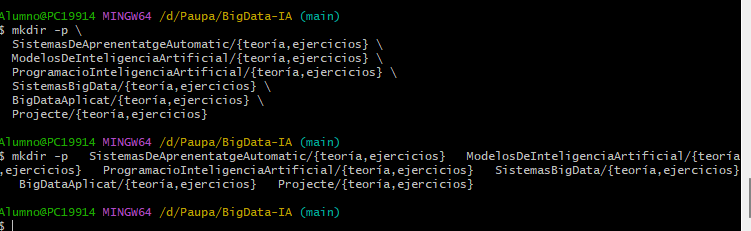 Alumno@PC19914 MINGW64 /d/Paupa/BigData-IA (main)
$ mkdir -p \
  SistemasDeAprenentatgeAutomatic/{teoría,ejercicios} \
  ModelosDeInteligenciaArtificial/{teoría,ejercicios} \
  ProgramacioInteligenciaArtificial/{teoría,ejercicios} \
  SistemasBigData/{teoría,ejercicios} \
  BigDataAplicat/{teoría,ejercicios} \
  Projecte/{teoría,ejercicios}
Alumno@PC19914 MINGW64 /d/Paupa/BigData-IA (main)
$ mkdir -p   SistemasDeAprenentatgeAutomatic/{teoría,ejercicios}   ModelosDeInteligenciaArtificial/{teoría
,ejercicios}   ProgramacioInteligenciaArtificial/{teoría,ejercicios}   SistemasBigData/{teoría,ejercicios}
   BigDataAplicat/{teoría,ejercicios}   Projecte/{teoría,ejercicios}
Alumno@PC19914 MINGW64 /d/Paupa/BigData-IA (main)
$